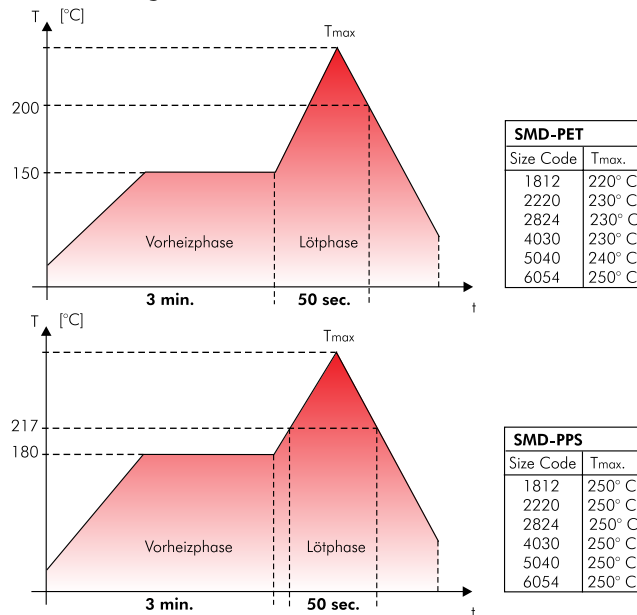 T [°C]
Tmax
200
150
Vorheizphase Lötphase
3 min. 50 sec.
t
SMD-PET
Size Code Tmax.
1812 220° C
2220 230° C
2824 230° C
4030 230° C
5040 240° C
6054 250° C
T [°C]
Tmax
217
180
Vorheizphase Lötphase
3 min. 50 sec.
t
SMD-PPS
Size Code Tmax.
1812 250° C
2220 250° C
2824 250° C
4030 250° C
5040 250° C
6054 250° C